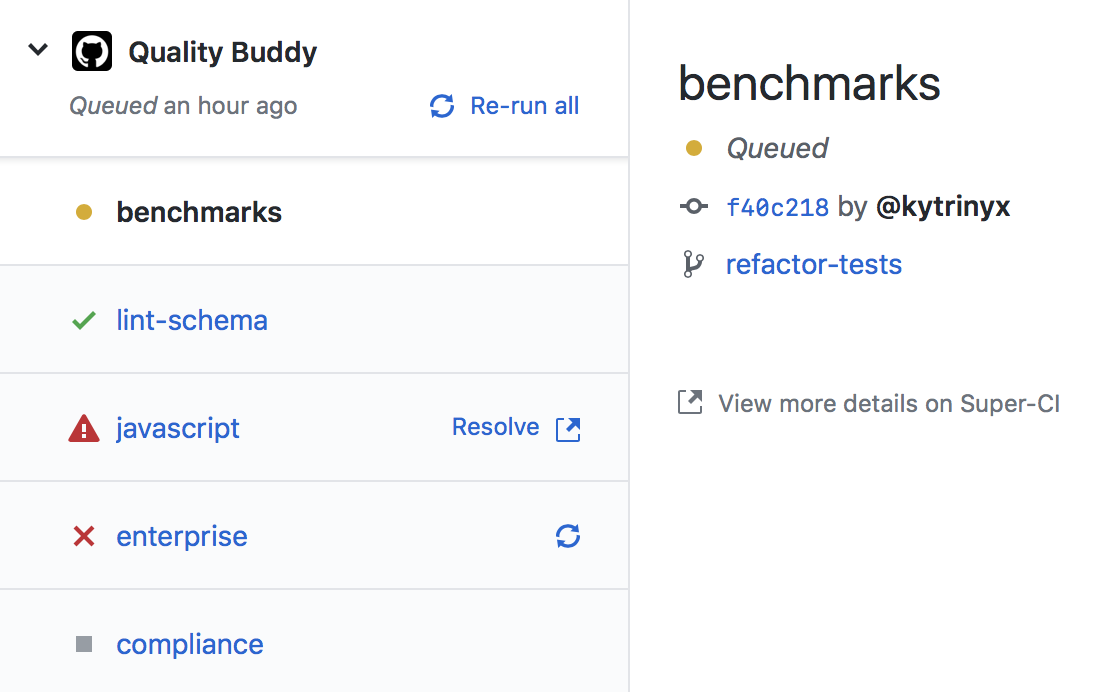 Quality Buddy
Queued an hour ago
Re-run all
benchmarks
lint-schema
javascript
Resolve
enterprise
compliance
benchmarks
Queued
f40c218 by @kytrinyx
refactor-tests
View more details on Super-CI